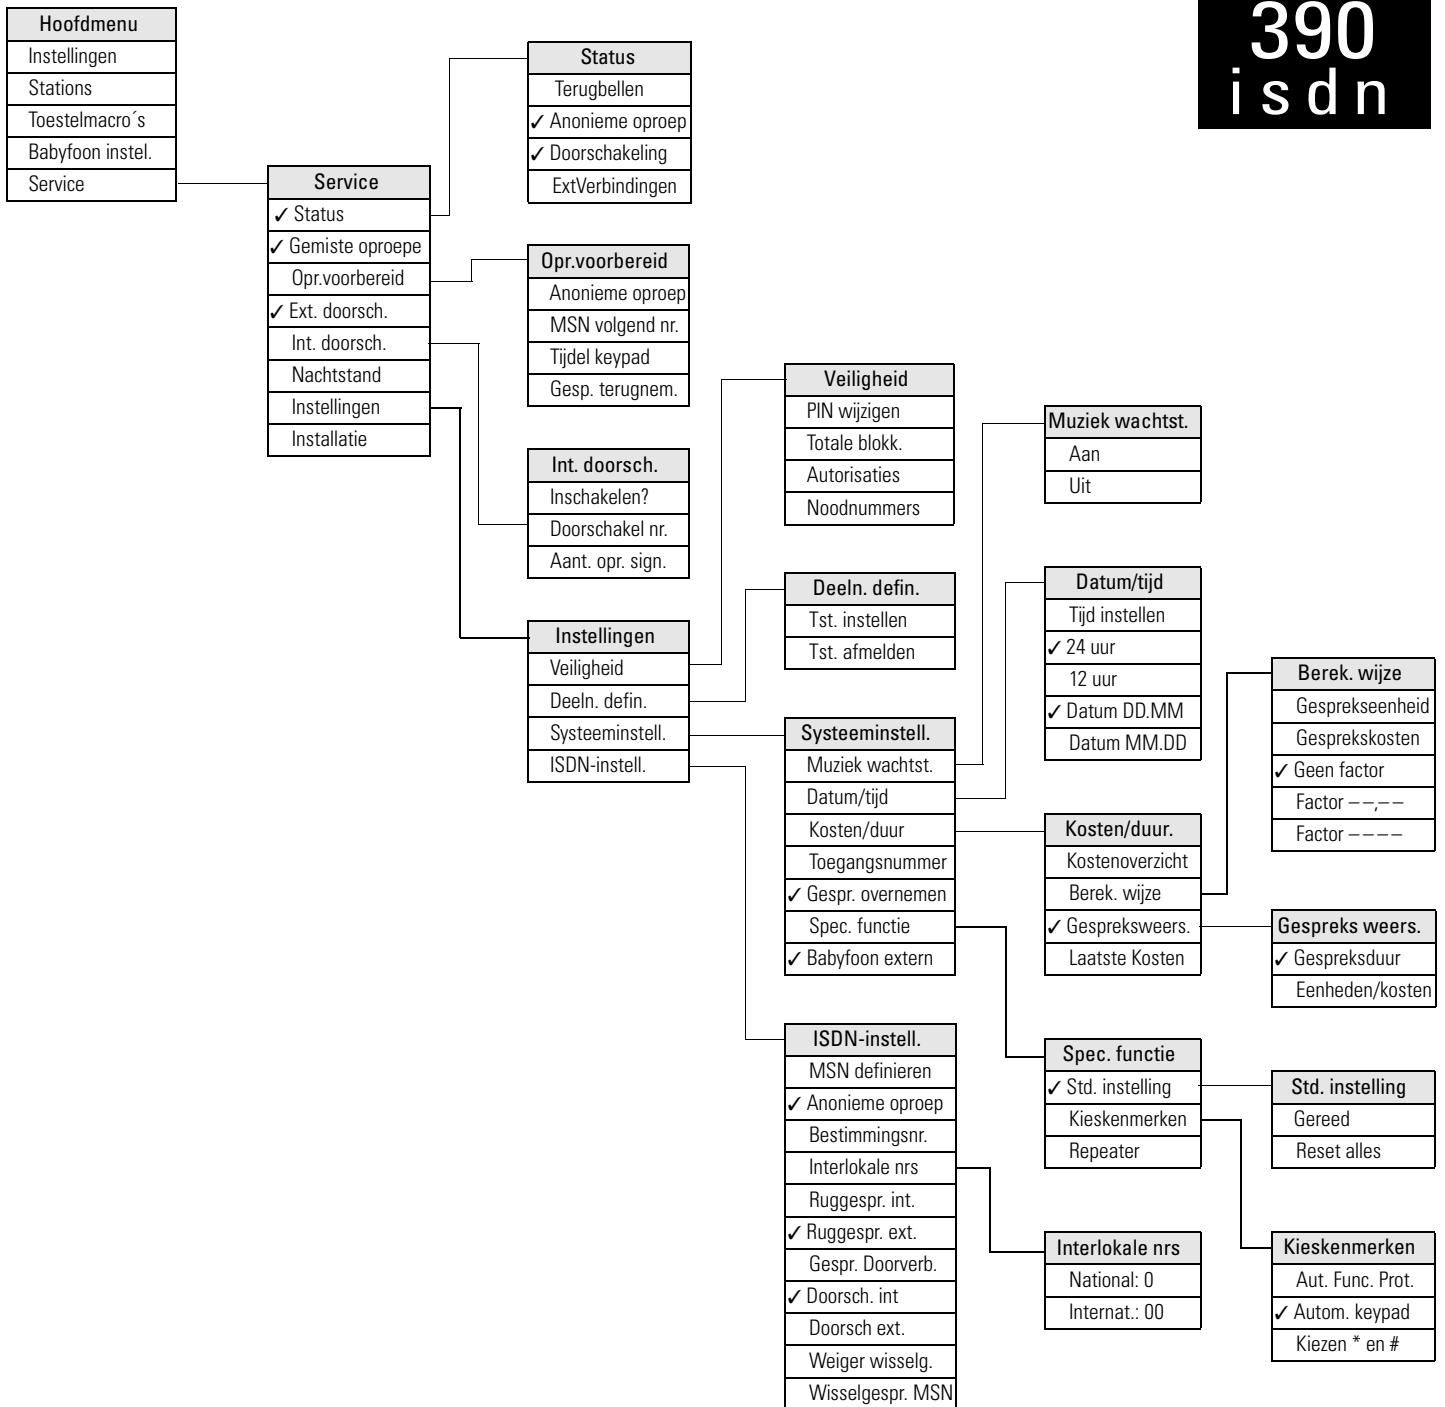 390
isdn
Hoofdmenu
Instellingen
Stations
Toestelmacro´s
Babyfoon instel.
Service
Service
✓ Status
✓ Gemiste oproepe
Opr.voorbereid
✓ Ext. doorsch.
Int. doorsch.
Nachtstand
Instellingen
Installatie
Status
Terugbellen
✓ Anonieme oproep
✓ Doorschakeling
ExtVerbindingen
Opr.voorbereid
Anonieme oproep
MSN volgend nr.
Tijdel keypad
Gesp. terugnem.
Int. doorsch.
Inschakelen?
Doorschakel nr.
Aant. opr. sign.
Instellingen
Veiligheid
Deeln. defin.
Systeeminstell.
ISDN-instell.
Veiligheid
PIN wijzigen
Totale blokk.
Autorisaties
Noodnummers
Deeln. defin.
Tst. instellen
Tst. afmelden
Systeeminstell.
Muziek wachtst.
Datum/tijd
Kosten/duur
Toegangsnummer
✓ Gespr. overnemen
Spec. functie
✓ Babyfoon extern
ISDN-instell.
MSN definieren
✓ Anonieme oproep
Bestimmingsnr.
Interlokale nrs
Ruggespr. int.
✓ Ruggespr. ext.
Gespr. Doorverb.
✓ Doorsch. int
Doorsch ext.
Weiger wisselg.
Wisselgespr. MSN
Muziek wachtst.
Aan
Uit
Datum/tijd
Tijd instellen
✓ 24 uur
12 uur
✓ Datum DD.MM
Datum MM.DD
Kosten/duur.
Kostenoverzicht
Berek. wijze
✓ Gespreksweers.
Laatste Kosten
Spec. functie
✓ Std. instelling
Kieskenmerken
Repeater
Interlokale nrs
National: 0
Internat.: 00
Berek. wijze
Gesprekseenheid
Gesprekskosten
✓ Geen factor
Factor – –,– –
Factor – – – –
Gespreks weers.
✓ Gespreksduur
Eenheden/kosten
Std. instelling
Gereed
Reset alles
Kieskenmerken
Aut. Func. Prot.
✓ Autom. keypad
Kiezen * en #